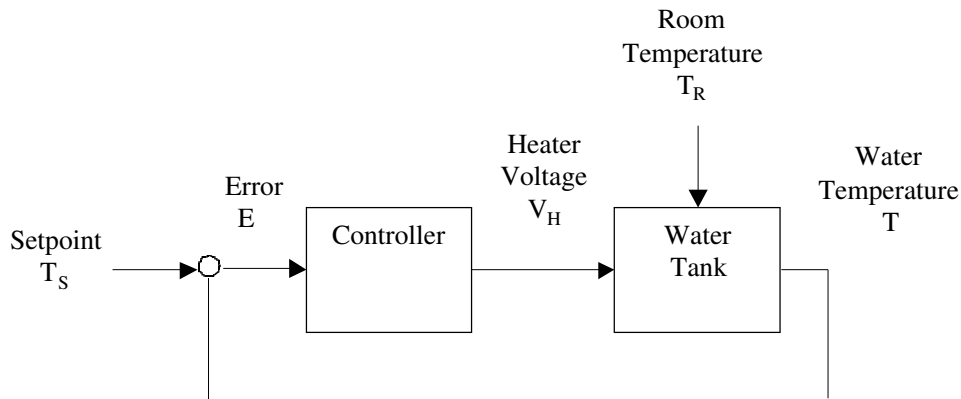 Room
Temperature
T_R
Heater
Voltage
V_H
Water
Temperature
T
Error
E
Setpoint
T_S
Controller
Water
Tank